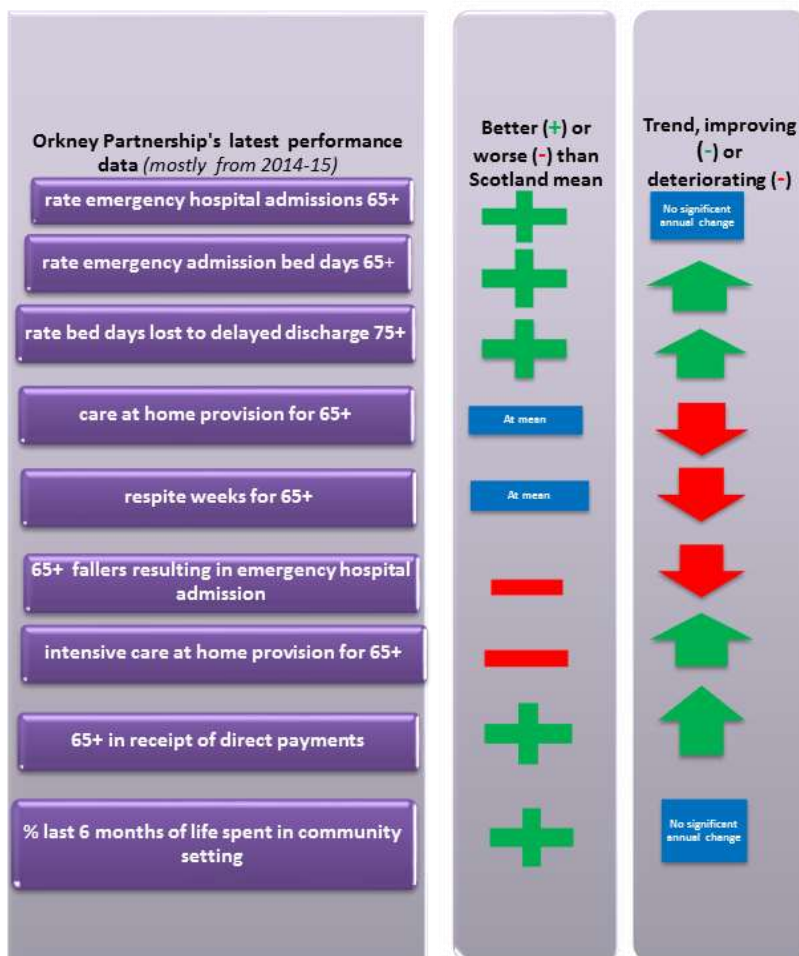 Orkney Partnership's latest performance
data (mostly from 2014-15)
Better (+) or
worse (-) than
Scotland mean
Trend, improving
(-) or
deteriorating (-)
rate emergency hospital admissions 65+
No significant
annual change
rate emergency admission bed days 65+
rate bed days lost to delayed discharge 75+
care at home provision for 65+
At mean
respite weeks for 65+
At mean
65+ fallers resulting in emergency hospital
admission
intensive care at home provision for 65+
65+ in receipt of direct payments
% last 6 months of life spent in community
setting
No significant
annual change